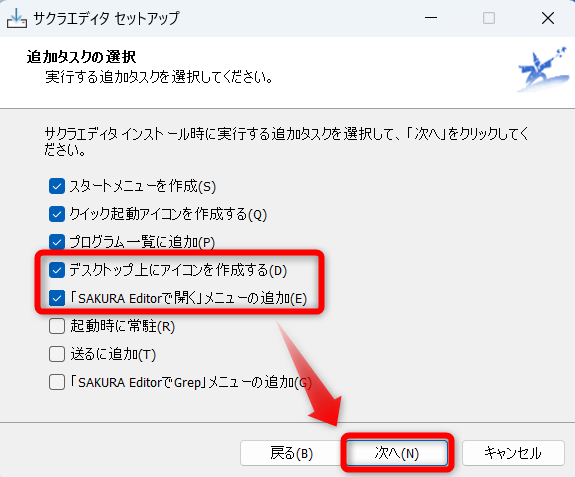 サクラエディタ セットアップ
追加タスクの選択
実行する追加タスクを選択してください。
サクラエディタ インストール時に実行する追加タスクを選択して、「次へ」をクリックしてく
ださい。
スタートメニューを作成(S)
クイック起動アイコンを作成する(Q)
プログラム一覧に追加(P)
デスクトップ上にアイコンを作成する(D)
「SAKURA Editorで開く」メニューの追加(E)
起動時に常駐(R)
送るに追加(T)
「SAKURA EditorでGrep」メニューの追加(G)
戻る(B)
次へ(N)
キャンセル